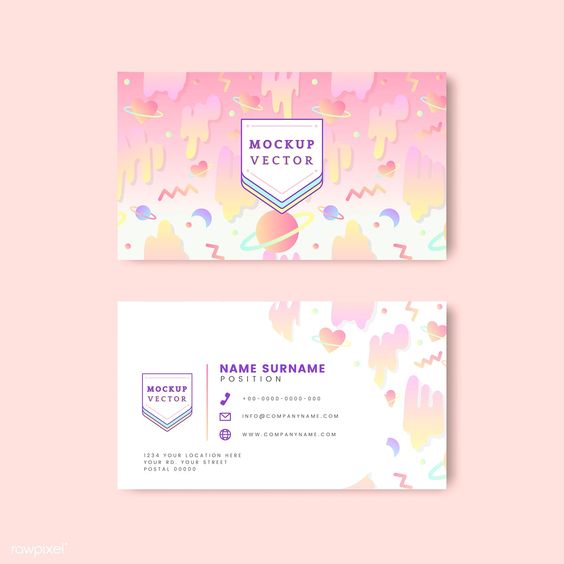 MOCKUP
VECTOR
MOCKUP
VECTOR
NAME SURNAME
POSITION
+00-0000-0000-000
INFO@COMPANYNAME.COM
WWW.COMPANYNAME.COM
1234 YOUR LOCATION HERE
YOUR RD. YOUR STREET
POSTAL 00000
rawpixel